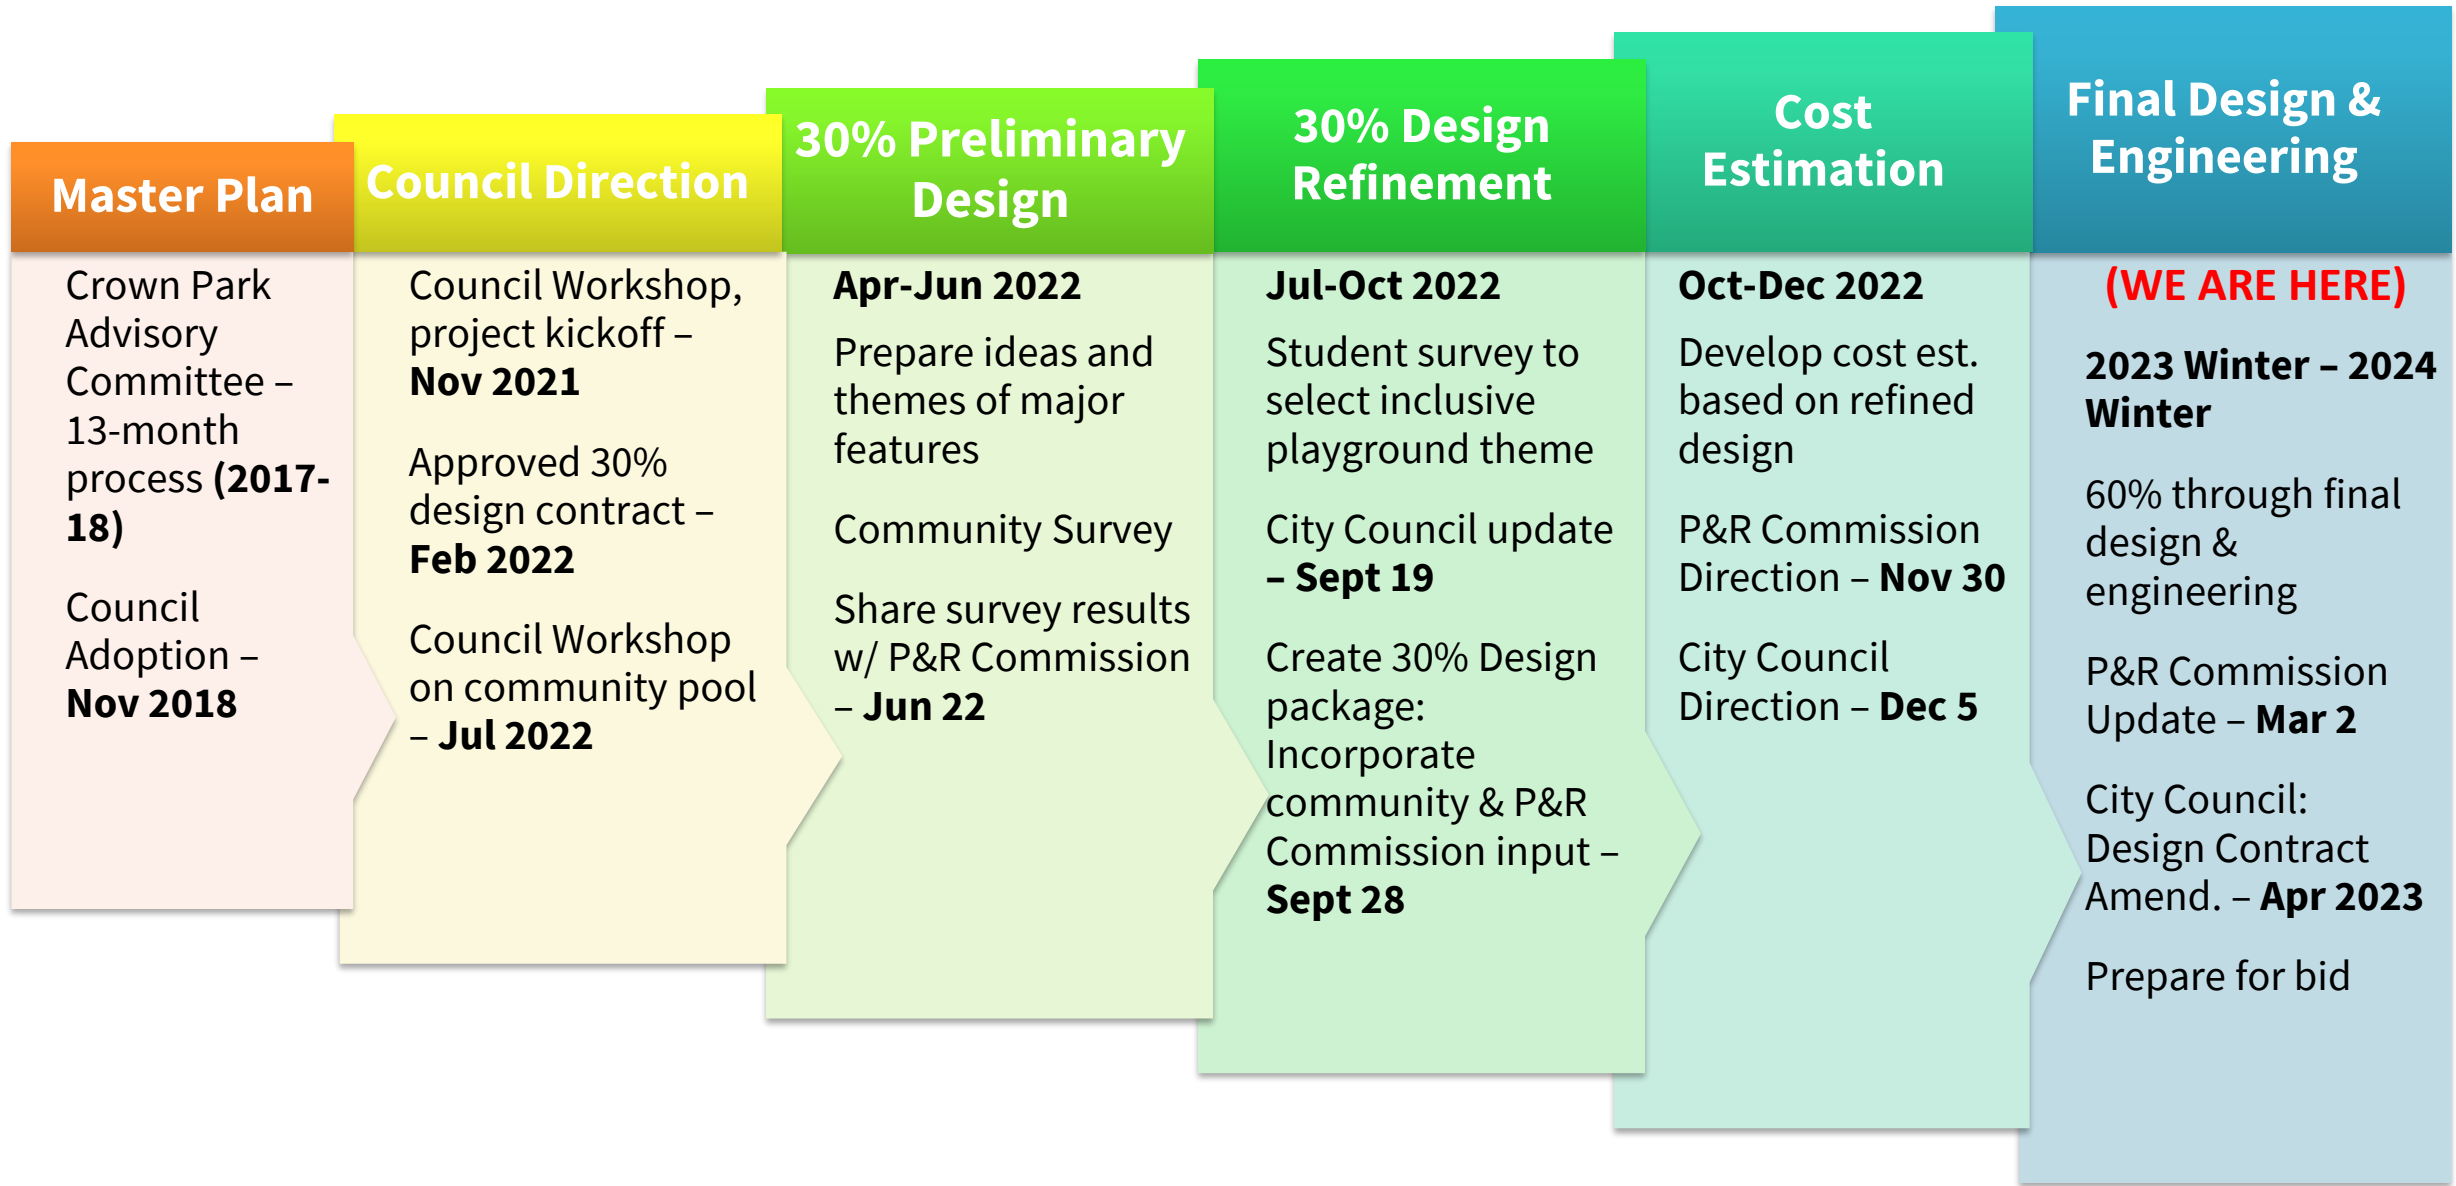 Master Plan
Crown Park
Advisory
Committee –
13-month
process (2017-
18)
Council
Adoption –
Nov 2018
Council Direction
Council Workshop,
project kickoff –
Nov 2021
Approved 30%
design contract –
Feb 2022
Council Workshop
on community pool
– Jul 2022
30% Preliminary
Design
Apr-Jun 2022
Prepare ideas and
themes of major
features
Community Survey
Share survey results
w/ P&R Commission
– Jun 22
30% Design
Refinement
Jul-Oct 2022
Student survey to
select inclusive
playground theme
City Council update
– Sept 19
Create 30% Design
package:
Incorporate
community & P&R
Commission input –
Sept 28
Cost
Estimation
Oct-Dec 2022
Develop cost est.
based on refined
design
P&R Commission
Direction – Nov 30
City Council
Direction – Dec 5
Final Design &
Engineering
(WE ARE HERE)
2023 Winter – 2024
Winter
60% through final
design &
engineering
P&R Commission
Update – Mar 2
City Council:
Design Contract
Amend. – Apr 2023
Prepare for bid